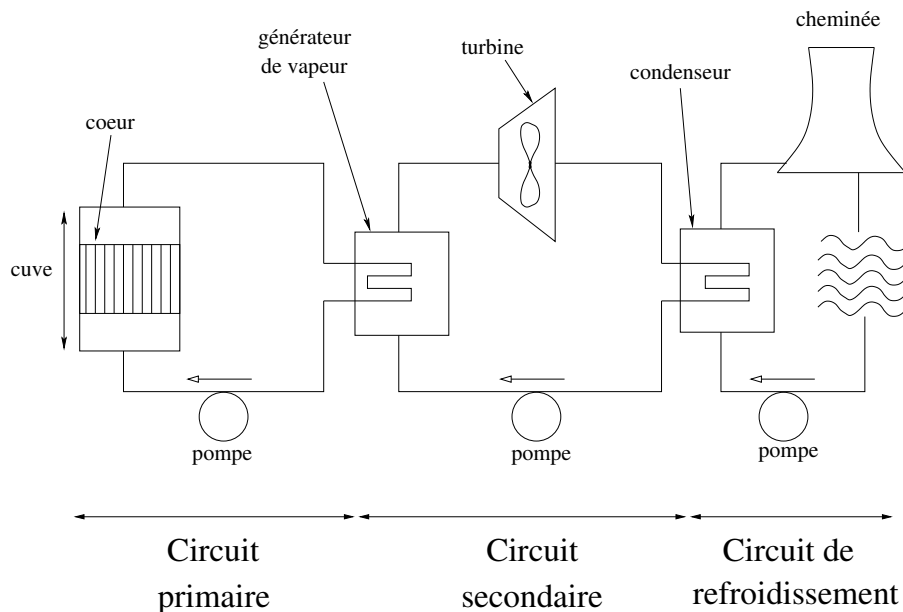 cheminée
générateur
de vapeur
turbine
condenseur
coeur
cuve
pompe
pompe
pompe
Circuit
primaire
Circuit
secondaire
Circuit de
refroidissement